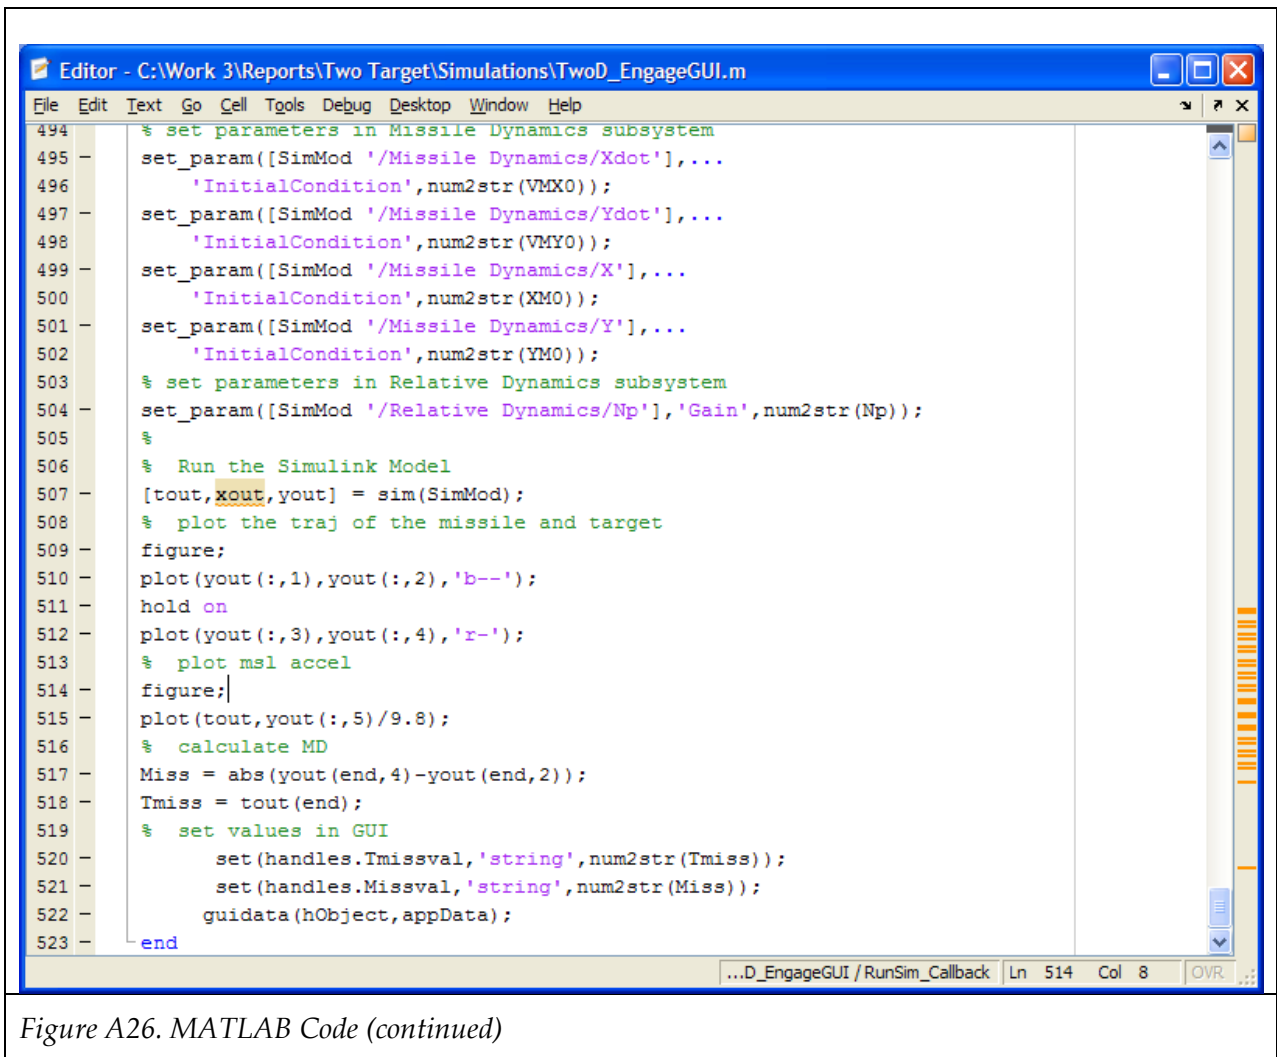 Editor - C:\Work 3\Reports\Two Target\Simulations\TwoD_EngageGUI.m
File Edit Text Go Cell Tools Debug Desktop Window Help
494 % set parameters in Missile Dynamics subsystem
495 – set_param([SimMod '/Missile Dynamics/Xdot'],...
496 'InitialCondition',num2str(VMX0));
497 – set_param([SimMod '/Missile Dynamics/Ydot'],...
498 'InitialCondition',num2str(VMY0));
499 – set_param([SimMod '/Missile Dynamics/X'],...
500 'InitialCondition',num2str(XM0));
501 – set_param([SimMod '/Missile Dynamics/Y'],...
502 'InitialCondition',num2str(YM0));
503 % set parameters in Relative Dynamics subsystem
504 – set_param([SimMod '/Relative Dynamics/Np'],'Gain',num2str(Np));
505 %
506 % Run the Simulink Model
507 – [tout,xout,yout] = sim(SimMod);
508 % plot the traj of the missile and target
509 – figure;
510 – plot(yout(:,1),yout(:,2),'b--');
511 – hold on
512 – plot(yout(:,3),yout(:,4),'r-');
513 % plot msl accel
514 – figure;
515 – plot(tout,yout(:,5)/9.8);
516 % calculate MD
517 – Miss = abs(yout(end,4)-yout(end,2));
518 – Tmiss = tout(end);
519 % set values in GUI
520 – set(handles.Tmissval,'string',num2str(Tmiss));
521 – set(handles.Missval,'string',num2str(Miss));
522 – guidata(hObject,appData);
523 – end
...D_EngageGUI / RunSim_Callback Ln 514 Col 8 OVR
Figure A26. MATLAB Code (continued)